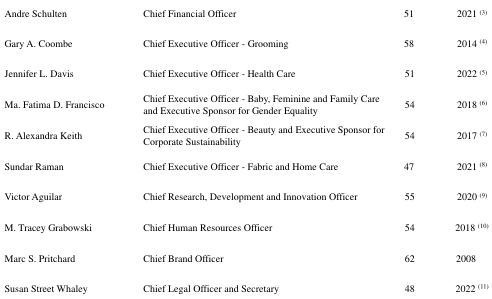 Andre Schulten Chief Financial Officer 51 2021 (3)
Gary A. Coombe Chief Executive Officer - Grooming 58 2014 (4)
Jennifer L. Davis Chief Executive Officer - Health Care 51 2022 (5)
Ma. Fatima D. Francisco Chief Executive Officer - Baby, Feminine and Family Care and Executive Sponsor for Gender Equality 54 2018 (6)
R. Alexandra Keith Chief Executive Officer - Beauty and Executive Sponsor for Corporate Sustainability 54 2017 (7)
Sundar Raman Chief Executive Officer - Fabric and Home Care 47 2021 (8)
Victor Aguilar Chief Research, Development and Innovation Officer 55 2020 (9)
M. Tracey Grabowski Chief Human Resources Officer 54 2018 (10)
Marc S. Pritchard Chief Brand Officer 62 2008
Susan Street Whaley Chief Legal Officer and Secretary 48 2022 (11)